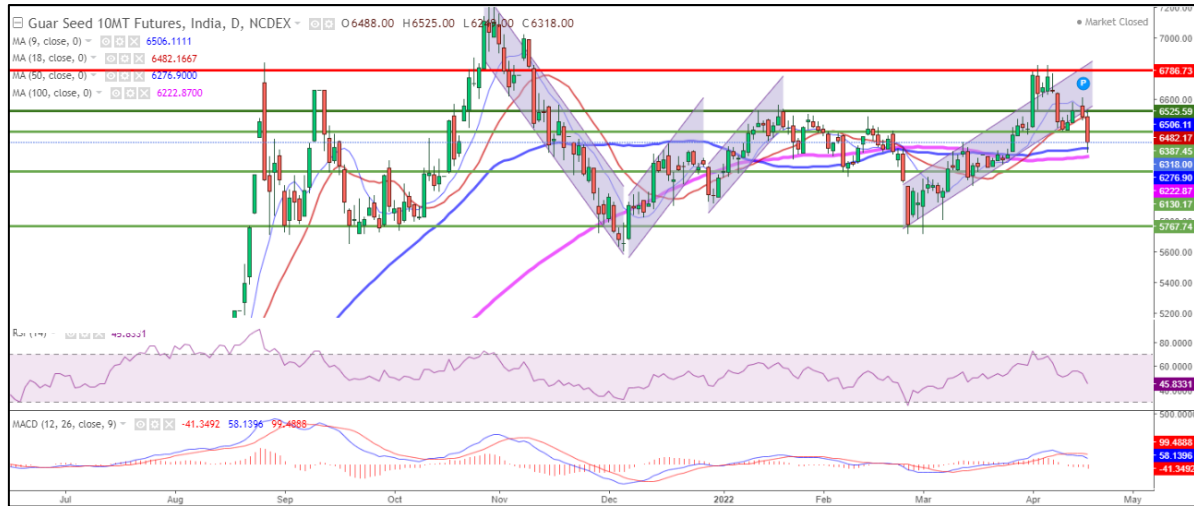 Guar Seed 10MT Futures, India, D, NCDEX O6488.00 H6525.00 C6318.00
Market Closed
MA (9, close, 0) 6506.1111
MA (18, close, 0) 6482.1667
MA (50, close, 0) 6276.9000
MA (100, close, 0) 6222.8700
P
7200.00
7000.00
6786.73
6600.00
6525.59
6506.11
6482.17
6387.45
6318.00
6276.90
6222.87
6130.17
5767.74
5600.00
5400.00
5200.00
RSI (14) 45.8331
80.0000
60.0000
45.8331
MACD (12, 26, close, 9) -41.3492 58.1396 99.4888
500.0000
99.4888
58.1396
-41.3492
Jul Aug Sep Oct Nov Dec 2022 Feb Mar Apr May